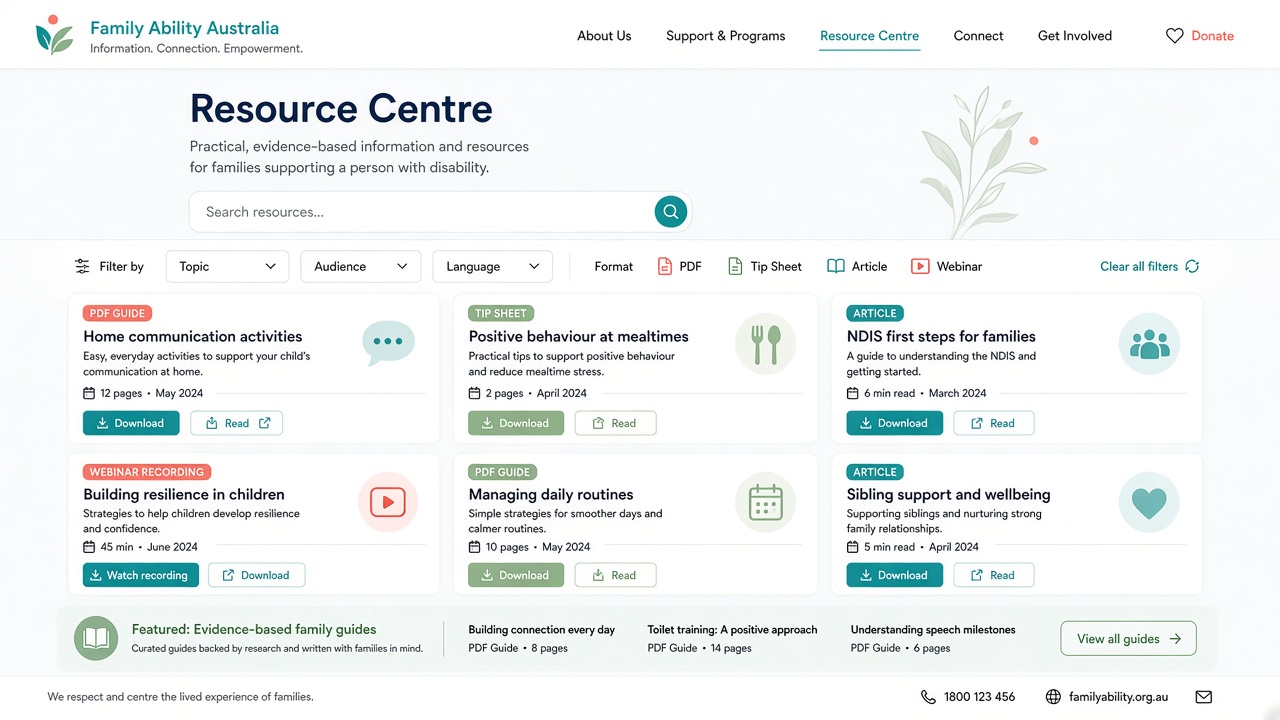 Family Ability Australia
Information. Connection. Empowerment.
About Us
Support & Programs
Resource Centre
Connect
Get Involved
Donate
Resource Centre
Practical, evidence-based information and resources
for families supporting a person with disability.
Search resources...
Filter by
Topic
Audience
Language
Format
PDF
Tip Sheet
Article
Webinar
Clear all filters
PDF GUIDE
Home communication activities
Easy, everyday activities to support your child's
communication at home.
12 pages • May 2024
Download
Read
TIP SHEET
Positive behaviour at mealtimes
Practical tips to support positive behaviour
and reduce mealtime stress.
2 pages • April 2024
Download
Read
ARTICLE
NDIS first steps for families
A guide to understanding the NDIS and
getting started.
6 min read • March 2024
Download
Read
WEBINAR RECORDING
Building resilience in children
Strategies to help children develop resilience
and confidence.
45 min • June 2024
Watch recording
Download
PDF GUIDE
Managing daily routines
Simple strategies for smoother days and
calmer routines.
10 pages • May 2024
Download
Read
ARTICLE
Sibling support and wellbeing
Supporting siblings and nurturing strong
family relationships.
5 min read • April 2024
Download
Read
Featured: Evidence-based family guides
Curated guides backed by research and written with families in mind.
Building connection every day
PDF Guide • 8 pages
Toilet training: A positive approach
PDF Guide • 14 pages
Understanding speech milestones
PDF Guide • 6 pages
View all guides
We respect and centre the lived experience of families.
1800 123 456
familyability.org.au